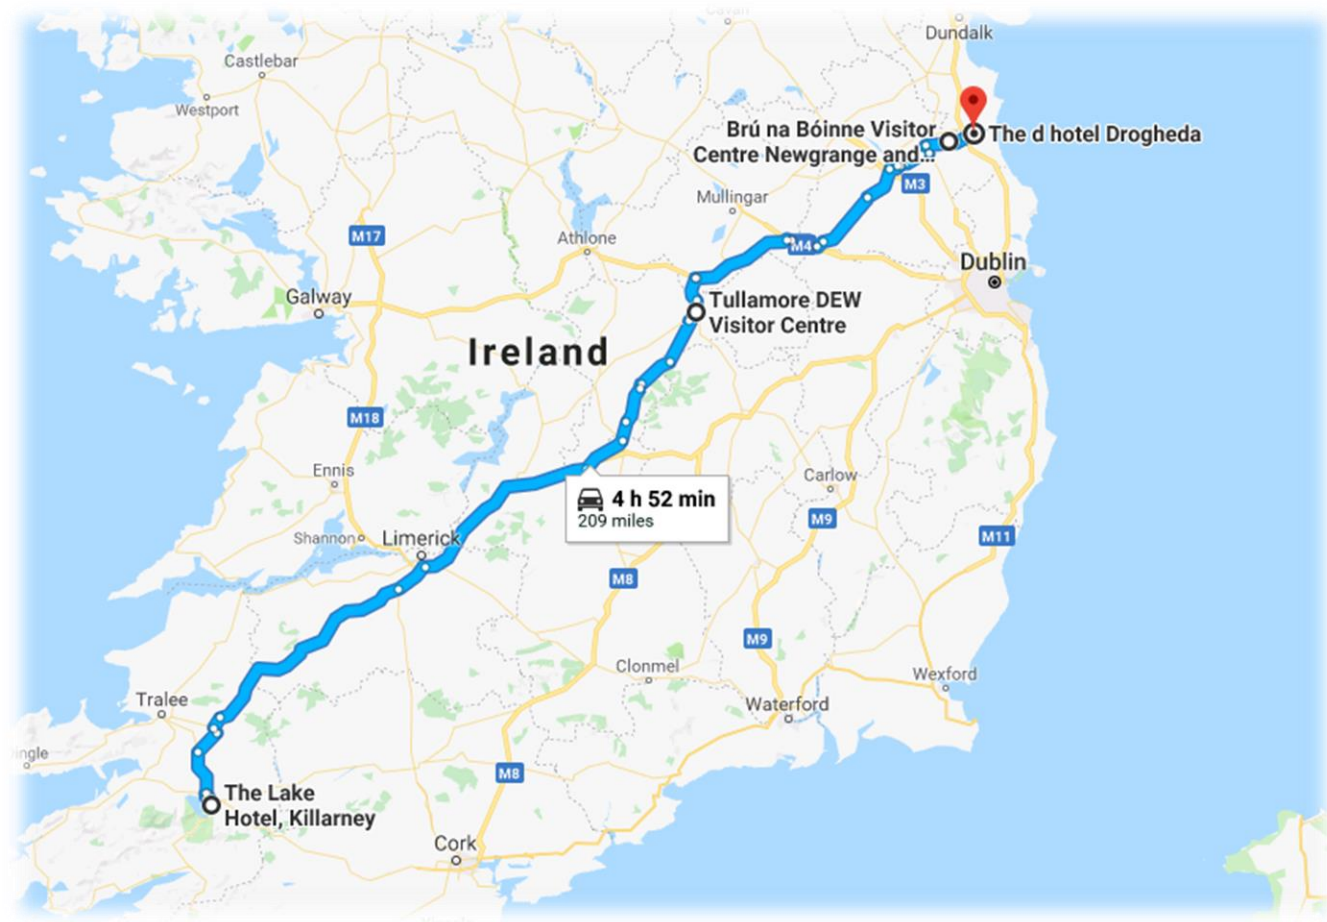 Cavan
Dundalk
Castlebar
Westport
Brú na Bóinne Visitor
Centre Newgrange and...
The d hotel Drogheda
M3
Mullingar
M17
Athlone
M4
Dublin
Galway
Tullamore DEW
Visitor Centre
Ireland
M18
Ennis
Carlow
4 h 52 min
209 miles
M9
Shannon
Limerick
M11
M8
M9
Clonmel
Wexford
Tralee
Waterford
ingle
M8
The Lake
Hotel, Killarney
Cork